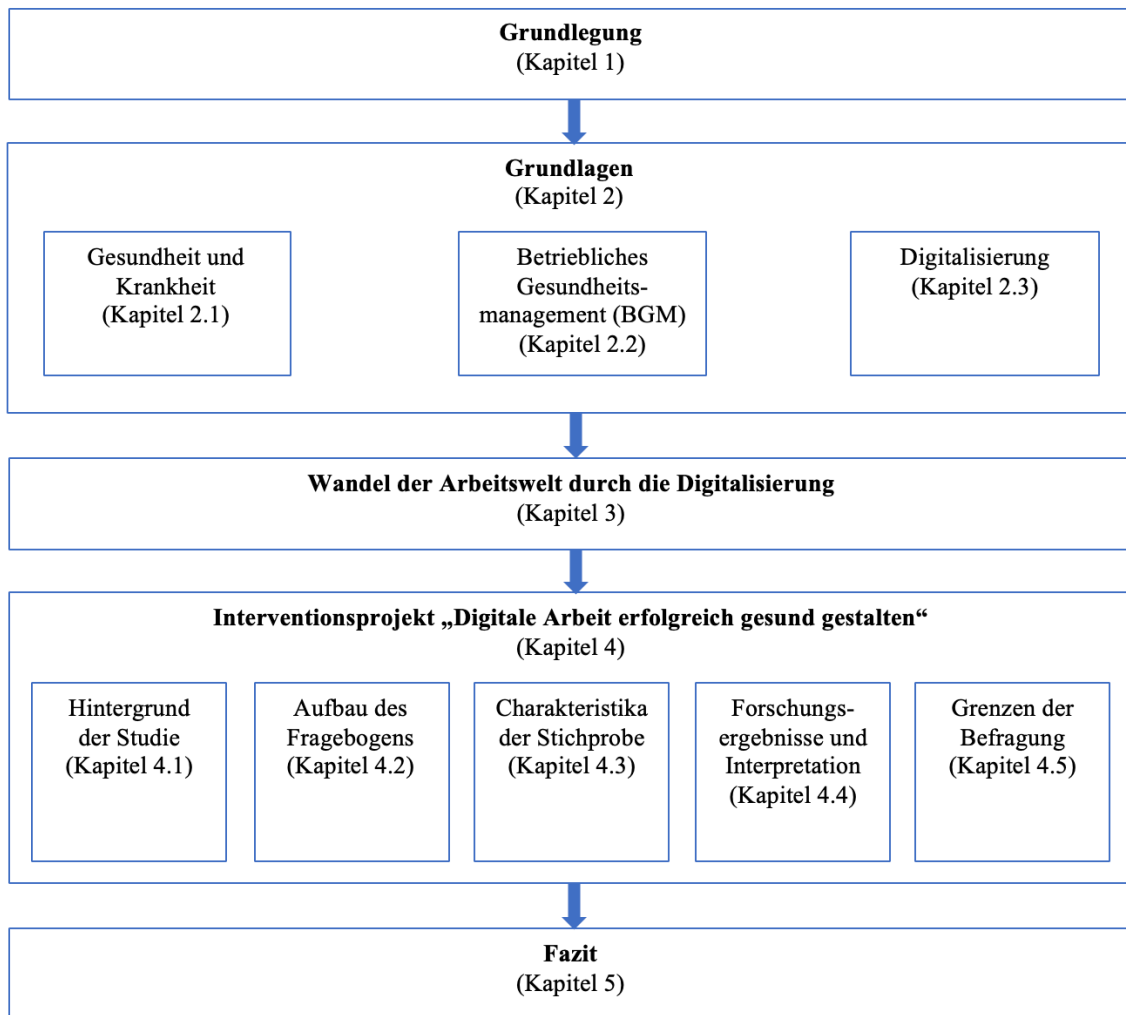 Grundlegung
(Kapitel 1)
Grundlagen
(Kapitel 2)
Gesundheit und
Krankheit
(Kapitel 2.1)
Betriebliches
Gesundheits-
management (BGM)
(Kapitel 2.2)
Digitalisierung
(Kapitel 2.3)
Wandel der Arbeitswelt durch die Digitalisierung
(Kapitel 3)
Interventionsprojekt „Digitale Arbeit erfolgreich gesund gestalten“
(Kapitel 4)
Hintergrund
der Studie
(Kapitel 4.1)
Aufbau des
Fragebogens
(Kapitel 4.2)
Charakteristika
der Stichprobe
(Kapitel 4.3)
Forschungs-
ergebnisse und
Interpretation
(Kapitel 4.4)
Grenzen der
Befragung
(Kapitel 4.5)
Fazit
(Kapitel 5)